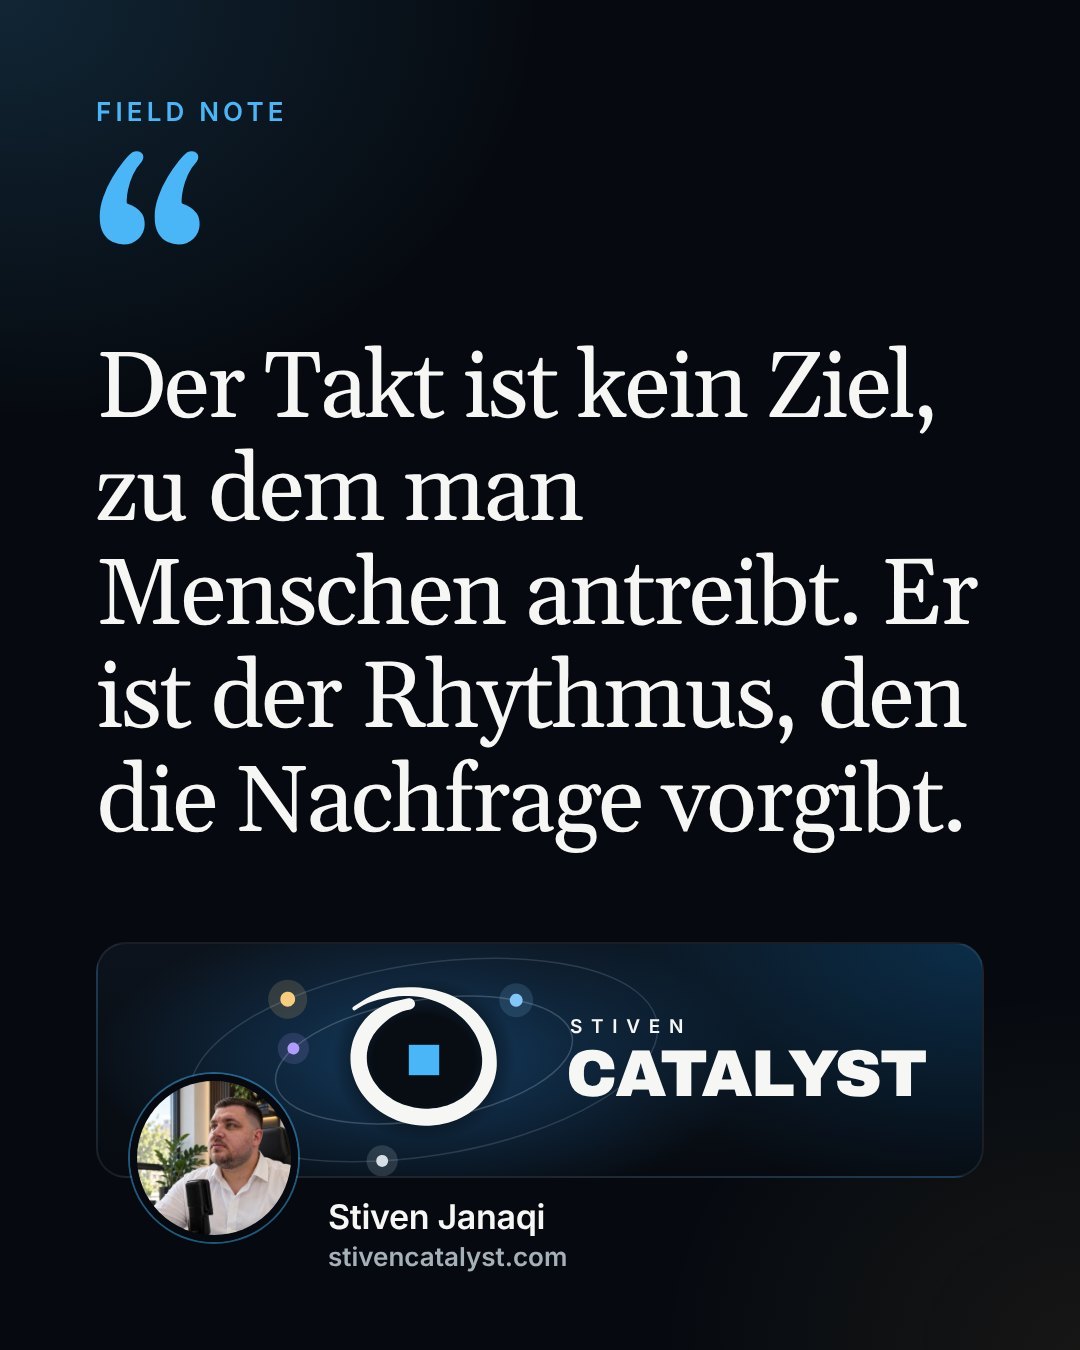 FIELD NOTE
“
Der Takt ist kein Ziel,
zu dem man
Menschen antreibt. Er
ist der Rhythmus, den
die Nachfrage vorgibt.
STIVEN
CATALYST
Stiven Janaqi
stivencatalyst.com